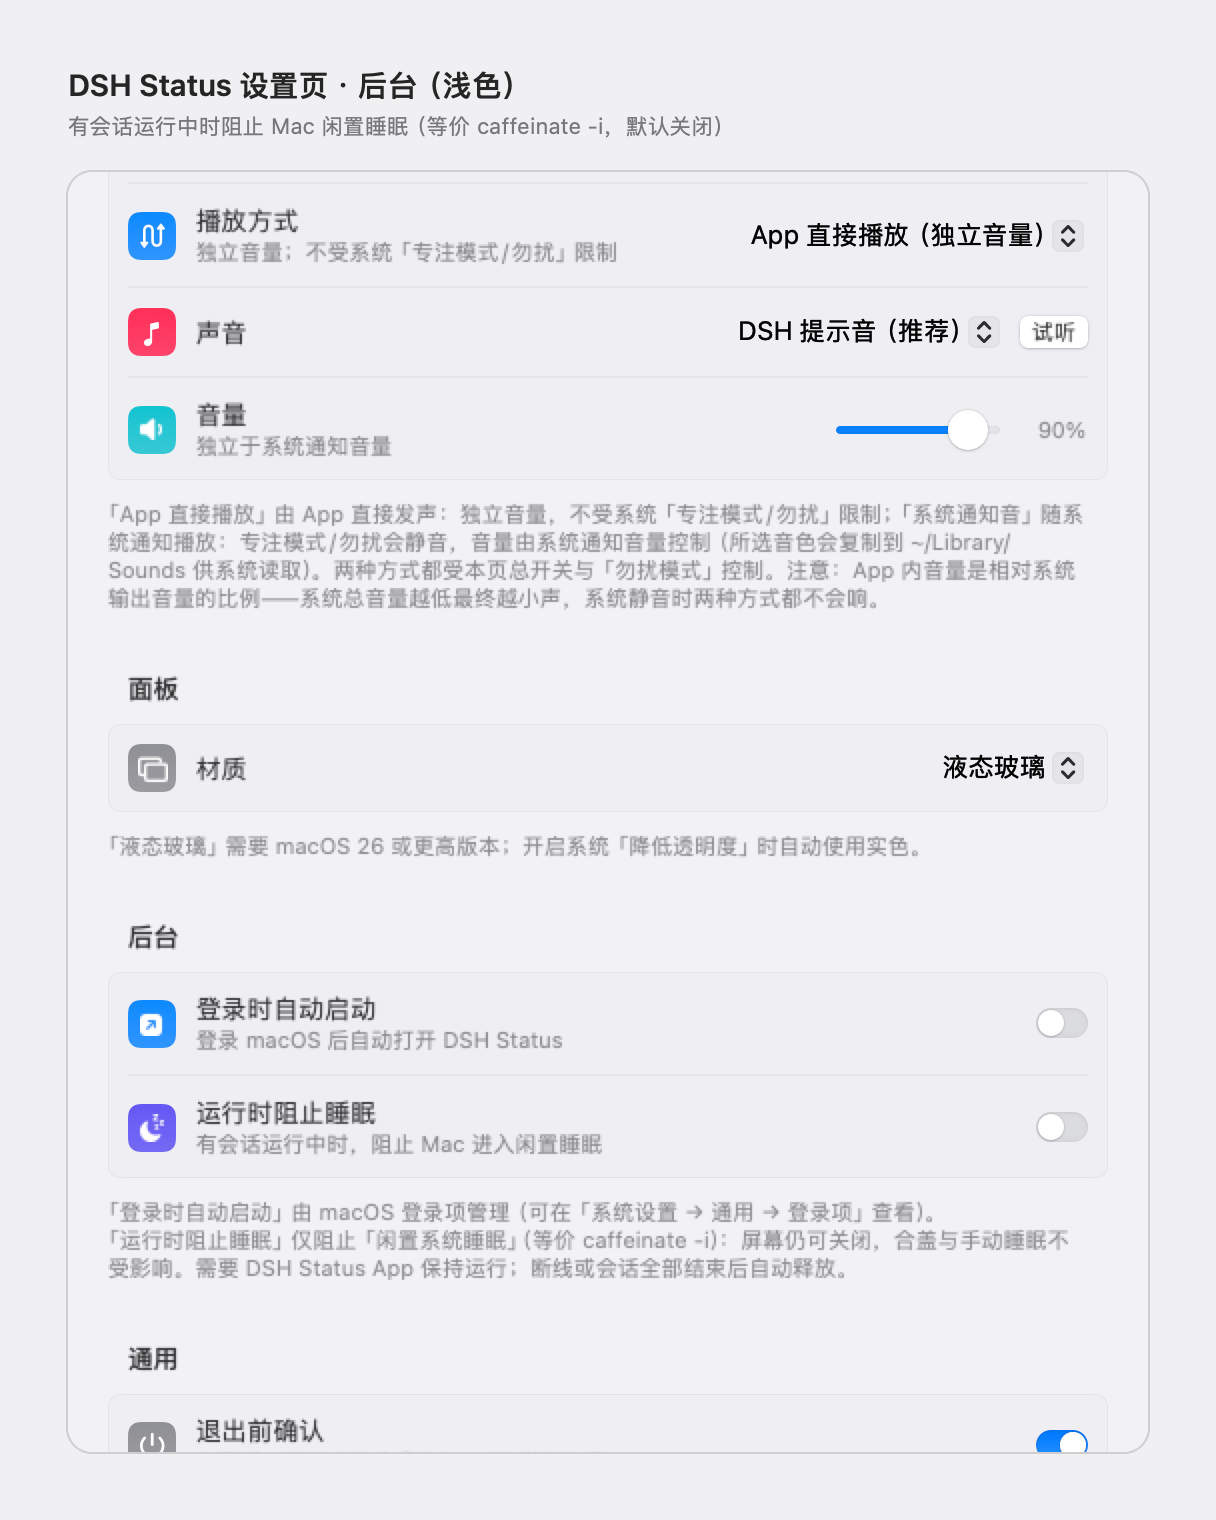 DSH Status 设置页 · 后台（浅色）
有会话运行中时阻止 Mac 闲置睡眠（等价 caffeinate -i，默认关闭）
播放方式
独立音量；不受系统「专注模式/勿扰」限制
App 直接播放（独立音量）
声音
DSH 提示音（推荐）
试听
音量
独立于系统通知音量
90%
「App 直接播放」由 App 直接发声：独立音量，不受系统「专注模式/勿扰」限制；「系统通知音」随系
统通知播放：专注模式/勿扰会静音，音量由系统通知音量控制（所选音色会复制到 ~/Library/
Sounds 供系统读取）。两种方式都受本页总开关与「勿扰模式」控制。注意：App 内音量是相对系统
输出音量的比例——系统总音量越低最终越小声，系统静音时两种方式都不会响。
面板
材质
液态玻璃
「液态玻璃」需要 macOS 26 或更高版本；开启系统「降低透明度」时自动使用实色。
后台
登录时自动启动
登录 macOS 后自动打开 DSH Status
运行时阻止睡眠
有会话运行中时，阻止 Mac 进入闲置睡眠
「登录时自动启动」由 macOS 登录项管理（可在「系统设置 → 通用 → 登录项」查看）。
「运行时阻止睡眠」仅阻止「闲置系统睡眠」（等价 caffeinate -i）：屏幕仍可关闭，合盖与手动睡眠不
受影响。需要 DSH Status App 保持运行；断线或会话全部结束后自动释放。
通用
退出前确认